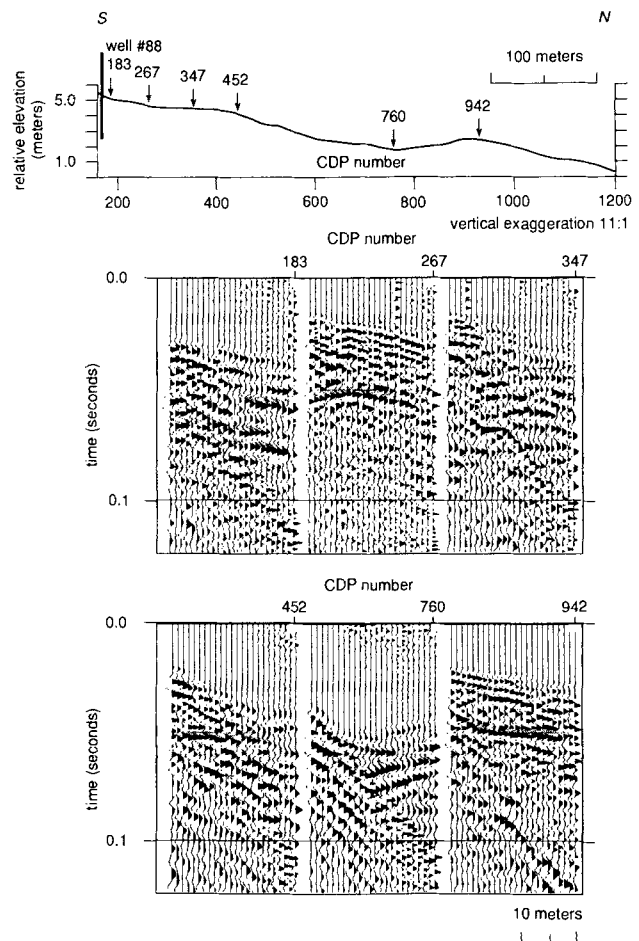 S N
well #88
183 267 347 452 760 942
100 meters
relative elevation (meters)
5.0
1.0
CDP number
200 400 600 800 1000 1200
vertical exaggeration 11:1
CDP number
183 267 347
0.0
time (seconds)
0.1
CDP number
452 760 942
0.0
time (seconds)
0.1
10 meters